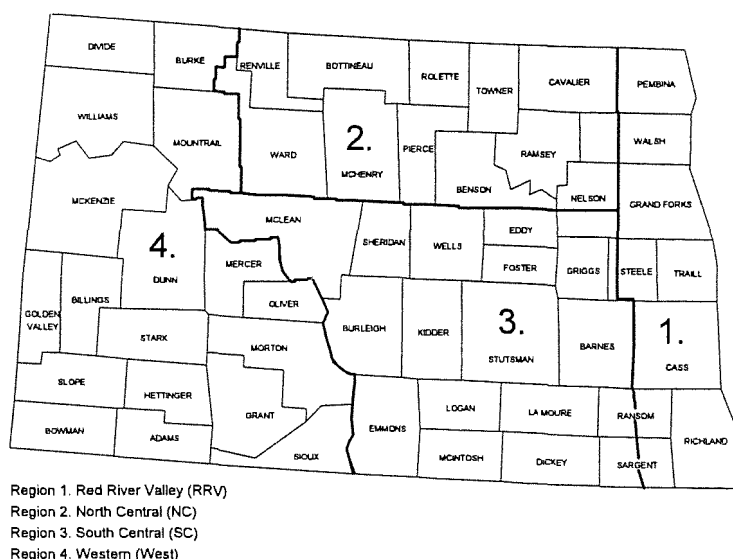 DIVIDE
BURKE
RENVILLE
BOTTINEAU
ROLETTE
TOWNER
CAVALIER
PEMBINA
WILLIAMS
MOUNTRAIL
WARD
2.
MCHENRY
PIERCE
BENSON
RAMSEY
NELSON
WALSH
GRAND FORKS
MCKENZIE
4.
DUNN
MCLEAN
MERCER
OLIVER
SHERIDAN
WELLS
EDDY
FOSTER
GRIGGS
STEELE
TRAILL
GOLDEN
VALLEY
BILLINGS
STARK
MORTON
BURLEIGH
KIDDER
3.
STUTSMAN
BARNES
1.
CASS
SLOPE
HETTINGER
GRANT
BOWMAN
ADAMS
SIOUX
EMMONS
LOGAN
LA MOURE
RANSOM
RICHLAND
MCINTOSH
DICKEY
SARGENT
Region 1. Red River Valley (RRV)
Region 2. North Central (NC)
Region 3. South Central (SC)
Region 4. Western (West)